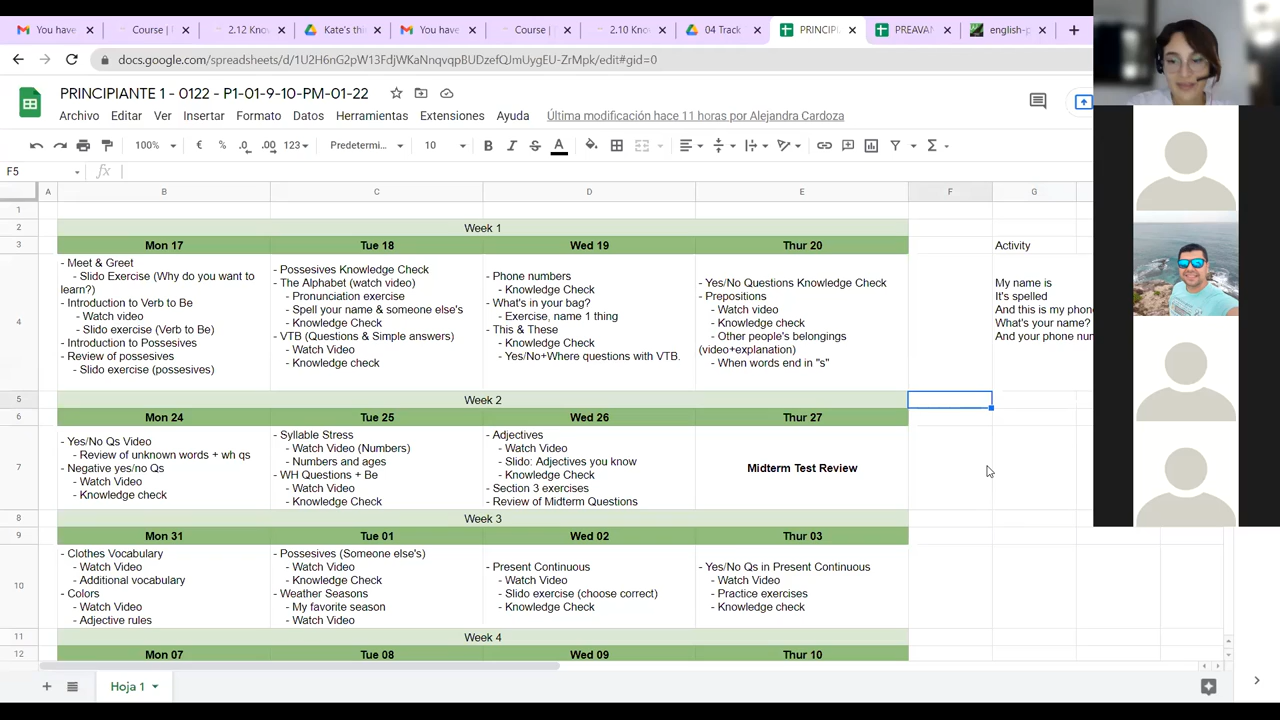 You have
Course |
2.12 Kno
Kate's thi
You have
Course |
2.10 Kno
04 Track
PRINCIPI
PREAVAN
english-p
docs.google.com/spreadsheets/d/1U2H6nG2pW13FdjWKaNnqvqpBUDzefQJmUygEU-ZrMpk/edit#gid=0
PRINCIPIANTE 1 - 0122 - P1-01-9-10-PM-01-22
Archivo Editar Ver Insertar Formato Datos Herramientas Extensiones Ayuda Última modificación hace 11 horas por Alejandra Cardoza
100% € % .0 .00 123 Predetermi... 10
F5
A B C D E F G
1
2 Week 1
3 Mon 17 Tue 18 Wed 19 Thur 20 Activity
4
- Meet & Greet
- Slido Exercise (Why do you want to
learn?)
- Introduction to Verb to Be
- Watch video
- Slido exercise (Verb to Be)
- Introduction to Possesives
- Review of possesives
- Slido exercise (possesives)
- Possesives Knowledge Check
- The Alphabet (watch video)
- Pronunciation exercise
- Spell your name & someone else's
- Knowledge Check
- VTB (Questions & Simple answers)
- Watch Video
- Knowledge check
- Phone numbers
- Knowledge Check
- What's in your bag?
- Exercise, name 1 thing
- This & These
- Knowledge Check
- Yes/No+Where questions with VTB.
- Yes/No Questions Knowledge Check
- Prepositions
- Watch video
- Knowledge check
- Other people's belongings
(video+explanation)
- When words end in "s"
My name is
It's spelled
And this is my phon
What's your name?
And your phone num
5 Week 2
6 Mon 24 Tue 25 Wed 26 Thur 27
7
- Yes/No Qs Video
- Review of unknown words + wh qs
- Negative yes/no Qs
- Watch Video
- Knowledge check
- Syllable Stress
- Watch Video (Numbers)
- Numbers and ages
- WH Questions + Be
- Watch Video
- Knowledge Check
- Adjectives
- Watch Video
- Slido: Adjectives you know
- Knowledge Check
- Section 3 exercises
- Review of Midterm Questions
Midterm Test Review
8 Week 3
9 Mon 31 Tue 01 Wed 02 Thur 03
10
- Clothes Vocabulary
- Watch Video
- Additional vocabulary
- Colors
- Watch Video
- Adjective rules
- Possesives (Someone else's)
- Watch Video
- Knowledge Check
- Weather Seasons
- My favorite season
- Watch Video
- Present Continuous
- Watch Video
- Slido exercise (choose correct)
- Knowledge Check
- Yes/No Qs in Present Continuous
- Watch Video
- Practice exercises
- Knowledge check
11 Week 4
12 Mon 07 Tue 08 Wed 09 Thur 10
Hoja 1